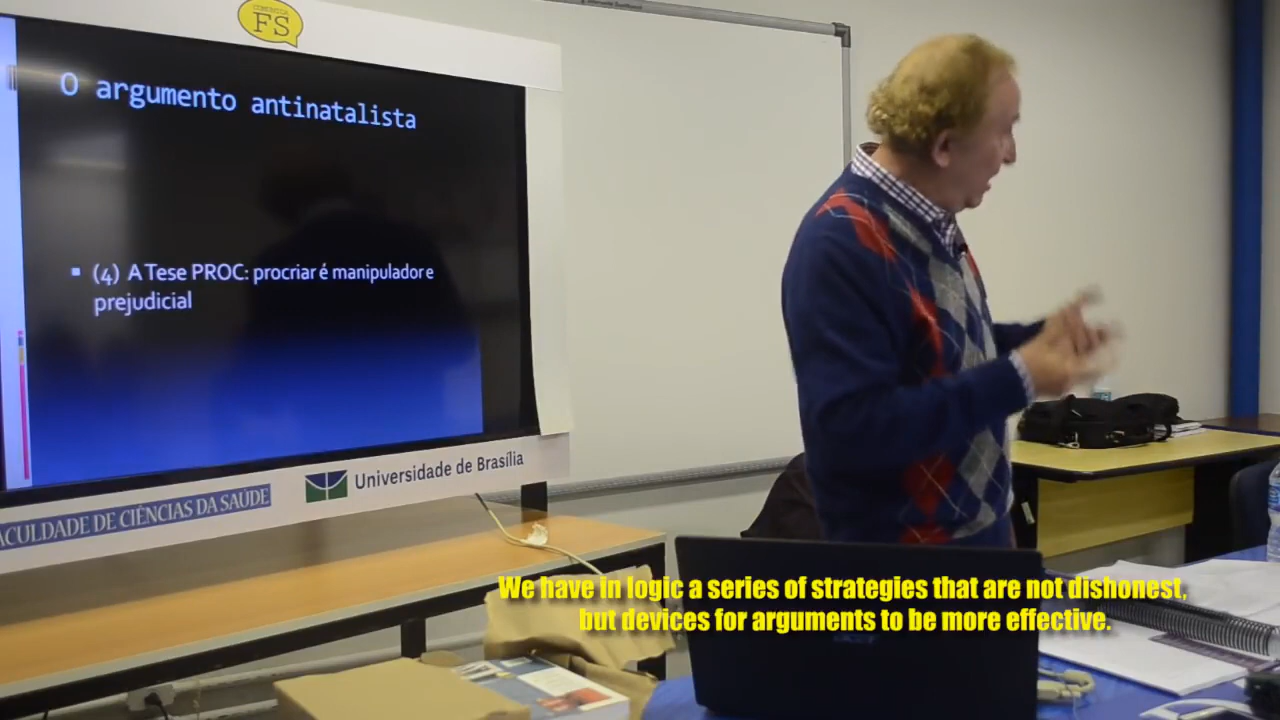 FS
O argumento antinatalista
(4) A Tese PROC: procriar é manipulador e
prejudicial
ACULDADE DE CIÊNCIAS DA SAÚDE
Universidade de Brasília
We have in logic a series of strategies that are not dishonest,
but devices for arguments to be more effective.